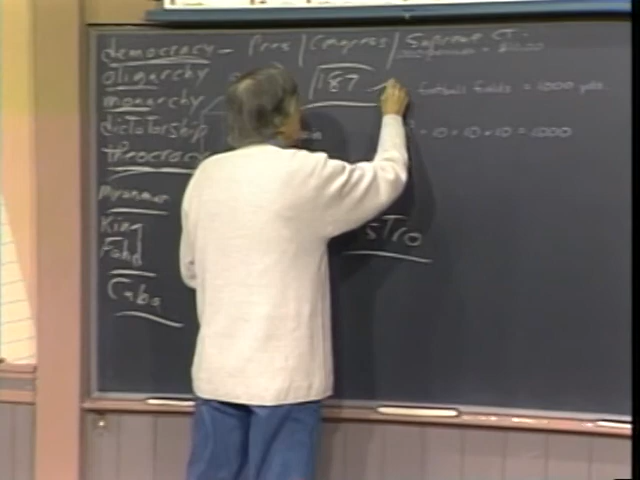 democracy - Pres / Congress / Supreme Ct.
oligarchy
187
monarchy
football fields = 1000 yds.
dictatorship
10 × 10 = 1000
theocracy
Myanmar
King
Fahd
stro
Cuba